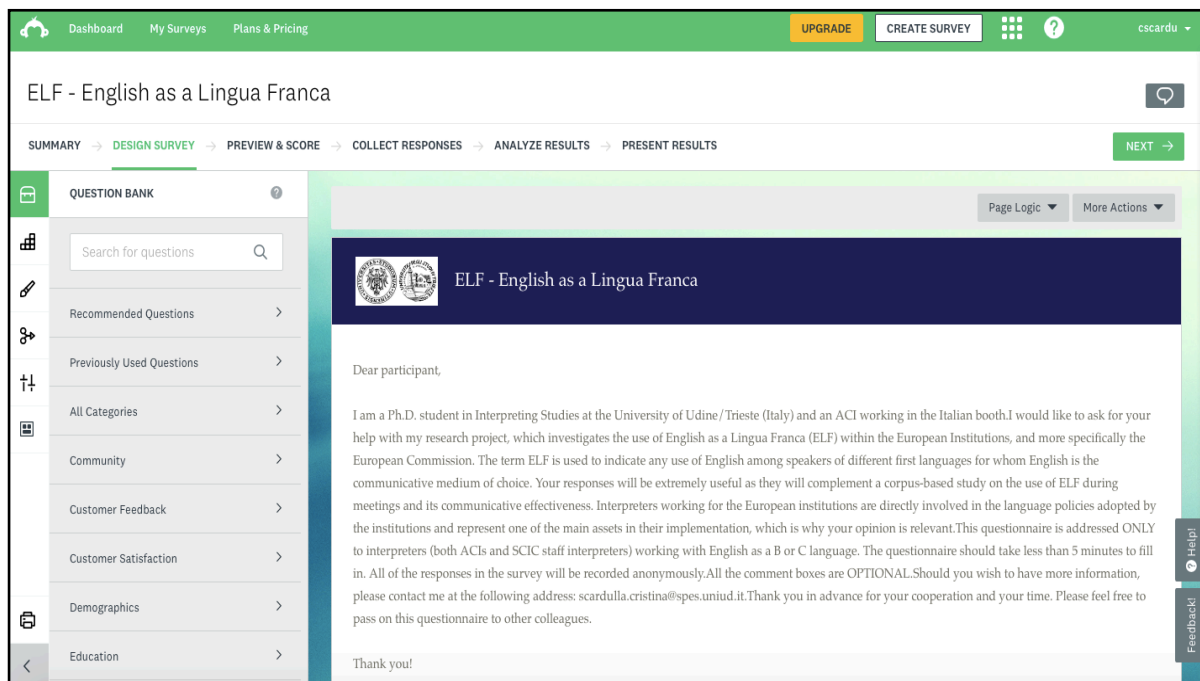 Dashboard My Surveys Plans & Pricing UPGRADE CREATE SURVEY ? cscardu
ELF - English as a Lingua Franca
SUMMARY → DESIGN SURVEY → PREVIEW & SCORE → COLLECT RESPONSES → ANALYZE RESULTS → PRESENT RESULTS NEXT →
QUESTION BANK ?
Search for questions
Recommended Questions
Previously Used Questions
All Categories
Community
Customer Feedback
Customer Satisfaction
Demographics
Education
Page Logic More Actions
ELF - English as a Lingua Franca
Dear participant,
I am a Ph.D. student in Interpreting Studies at the University of Udine/Trieste (Italy) and an ACI working in the Italian booth.I would like to ask for your
help with my research project, which investigates the use of English as a Lingua Franca (ELF) within the European Institutions, and more specifically the
European Commission. The term ELF is used to indicate any use of English among speakers of different first languages for whom English is the
communicative medium of choice. Your responses will be extremely useful as they will complement a corpus-based study on the use of ELF during
meetings and its communicative effectiveness. Interpreters working for the European institutions are directly involved in the language policies adopted by
the institutions and represent one of the main assets in their implementation, which is why your opinion is relevant.This questionnaire is addressed ONLY
to interpreters (both ACIs and SCIC staff interpreters) working with English as a B or C language. The questionnaire should take less than 5 minutes to fill
in. All of the responses in the survey will be recorded anonymously.All the comment boxes are OPTIONAL.Should you wish to have more information,
please contact me at the following address: scardulla.cristina@spes.uniud.it.Thank you in advance for your cooperation and your time. Please feel free to
pass on this questionnaire to other colleagues.
Thank you!
? Help!
Feedback!